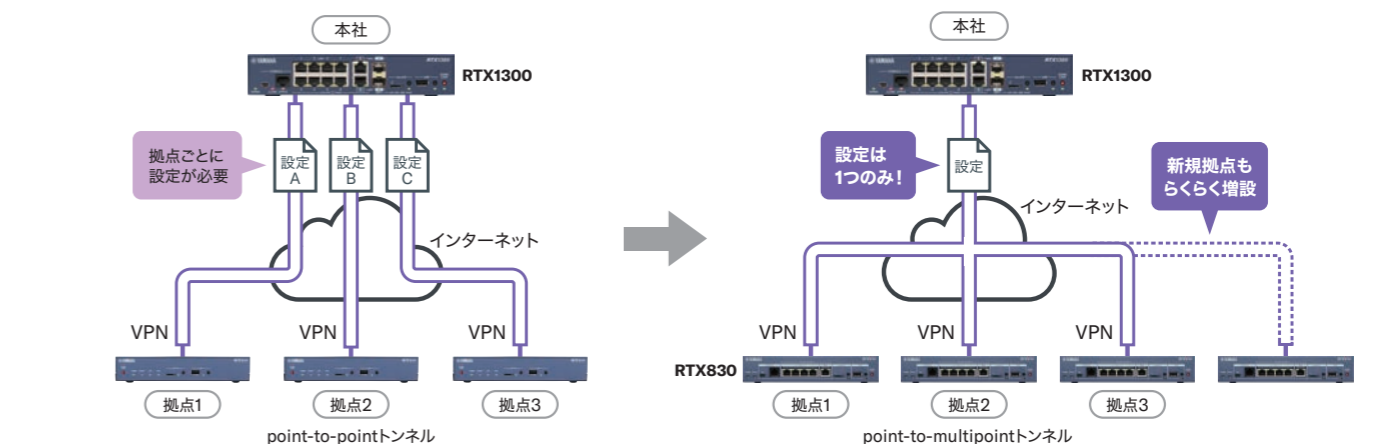 本社
RTX1300
拠点ごとに
設定が必要
設定
A
設定
B
設定
C
インターネット
VPN
VPN
VPN
拠点1
拠点2
拠点3
point-to-pointトンネル
本社
RTX1300
設定は
1つのみ！
設定
新規拠点も
らくらく増設
インターネット
VPN
VPN
VPN
RTX830
拠点1
拠点2
拠点3
point-to-multipointトンネル